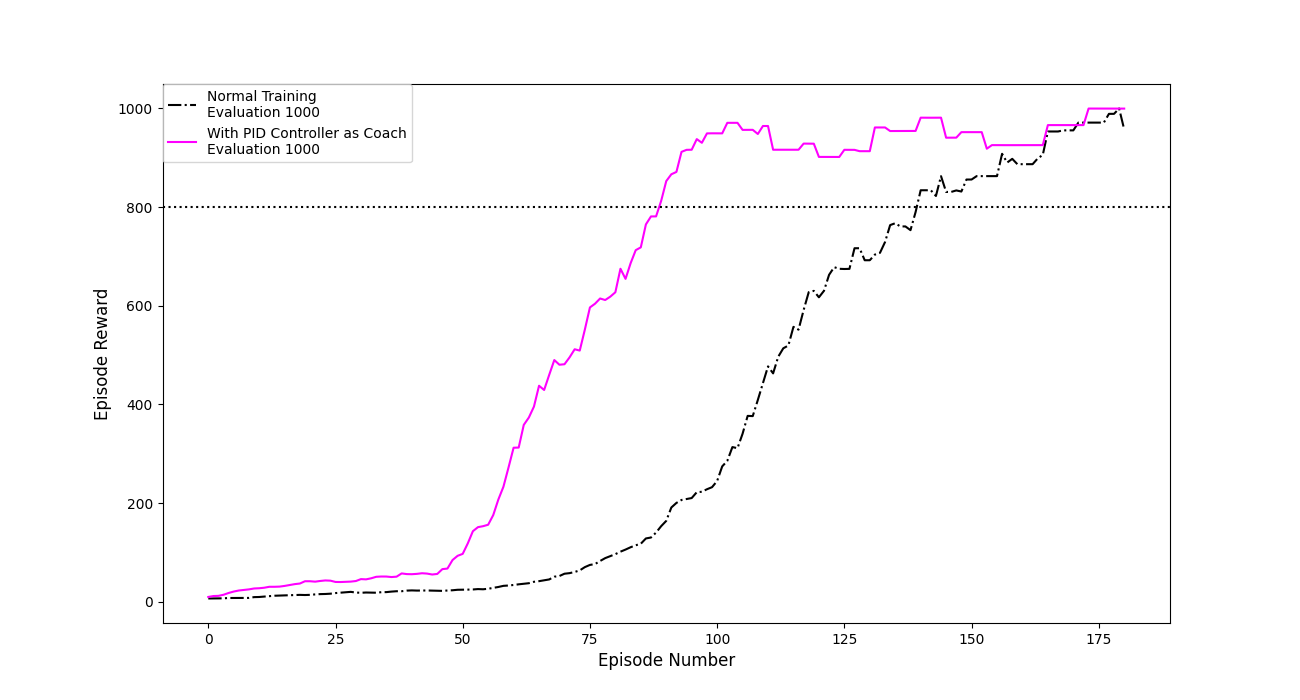 Normal Training
Evaluation 1000
With PID Controller as Coach
Evaluation 1000
1000
800
600
400
200
0
Episode Reward
0 25 50 75 100 125 150 175
Episode Number